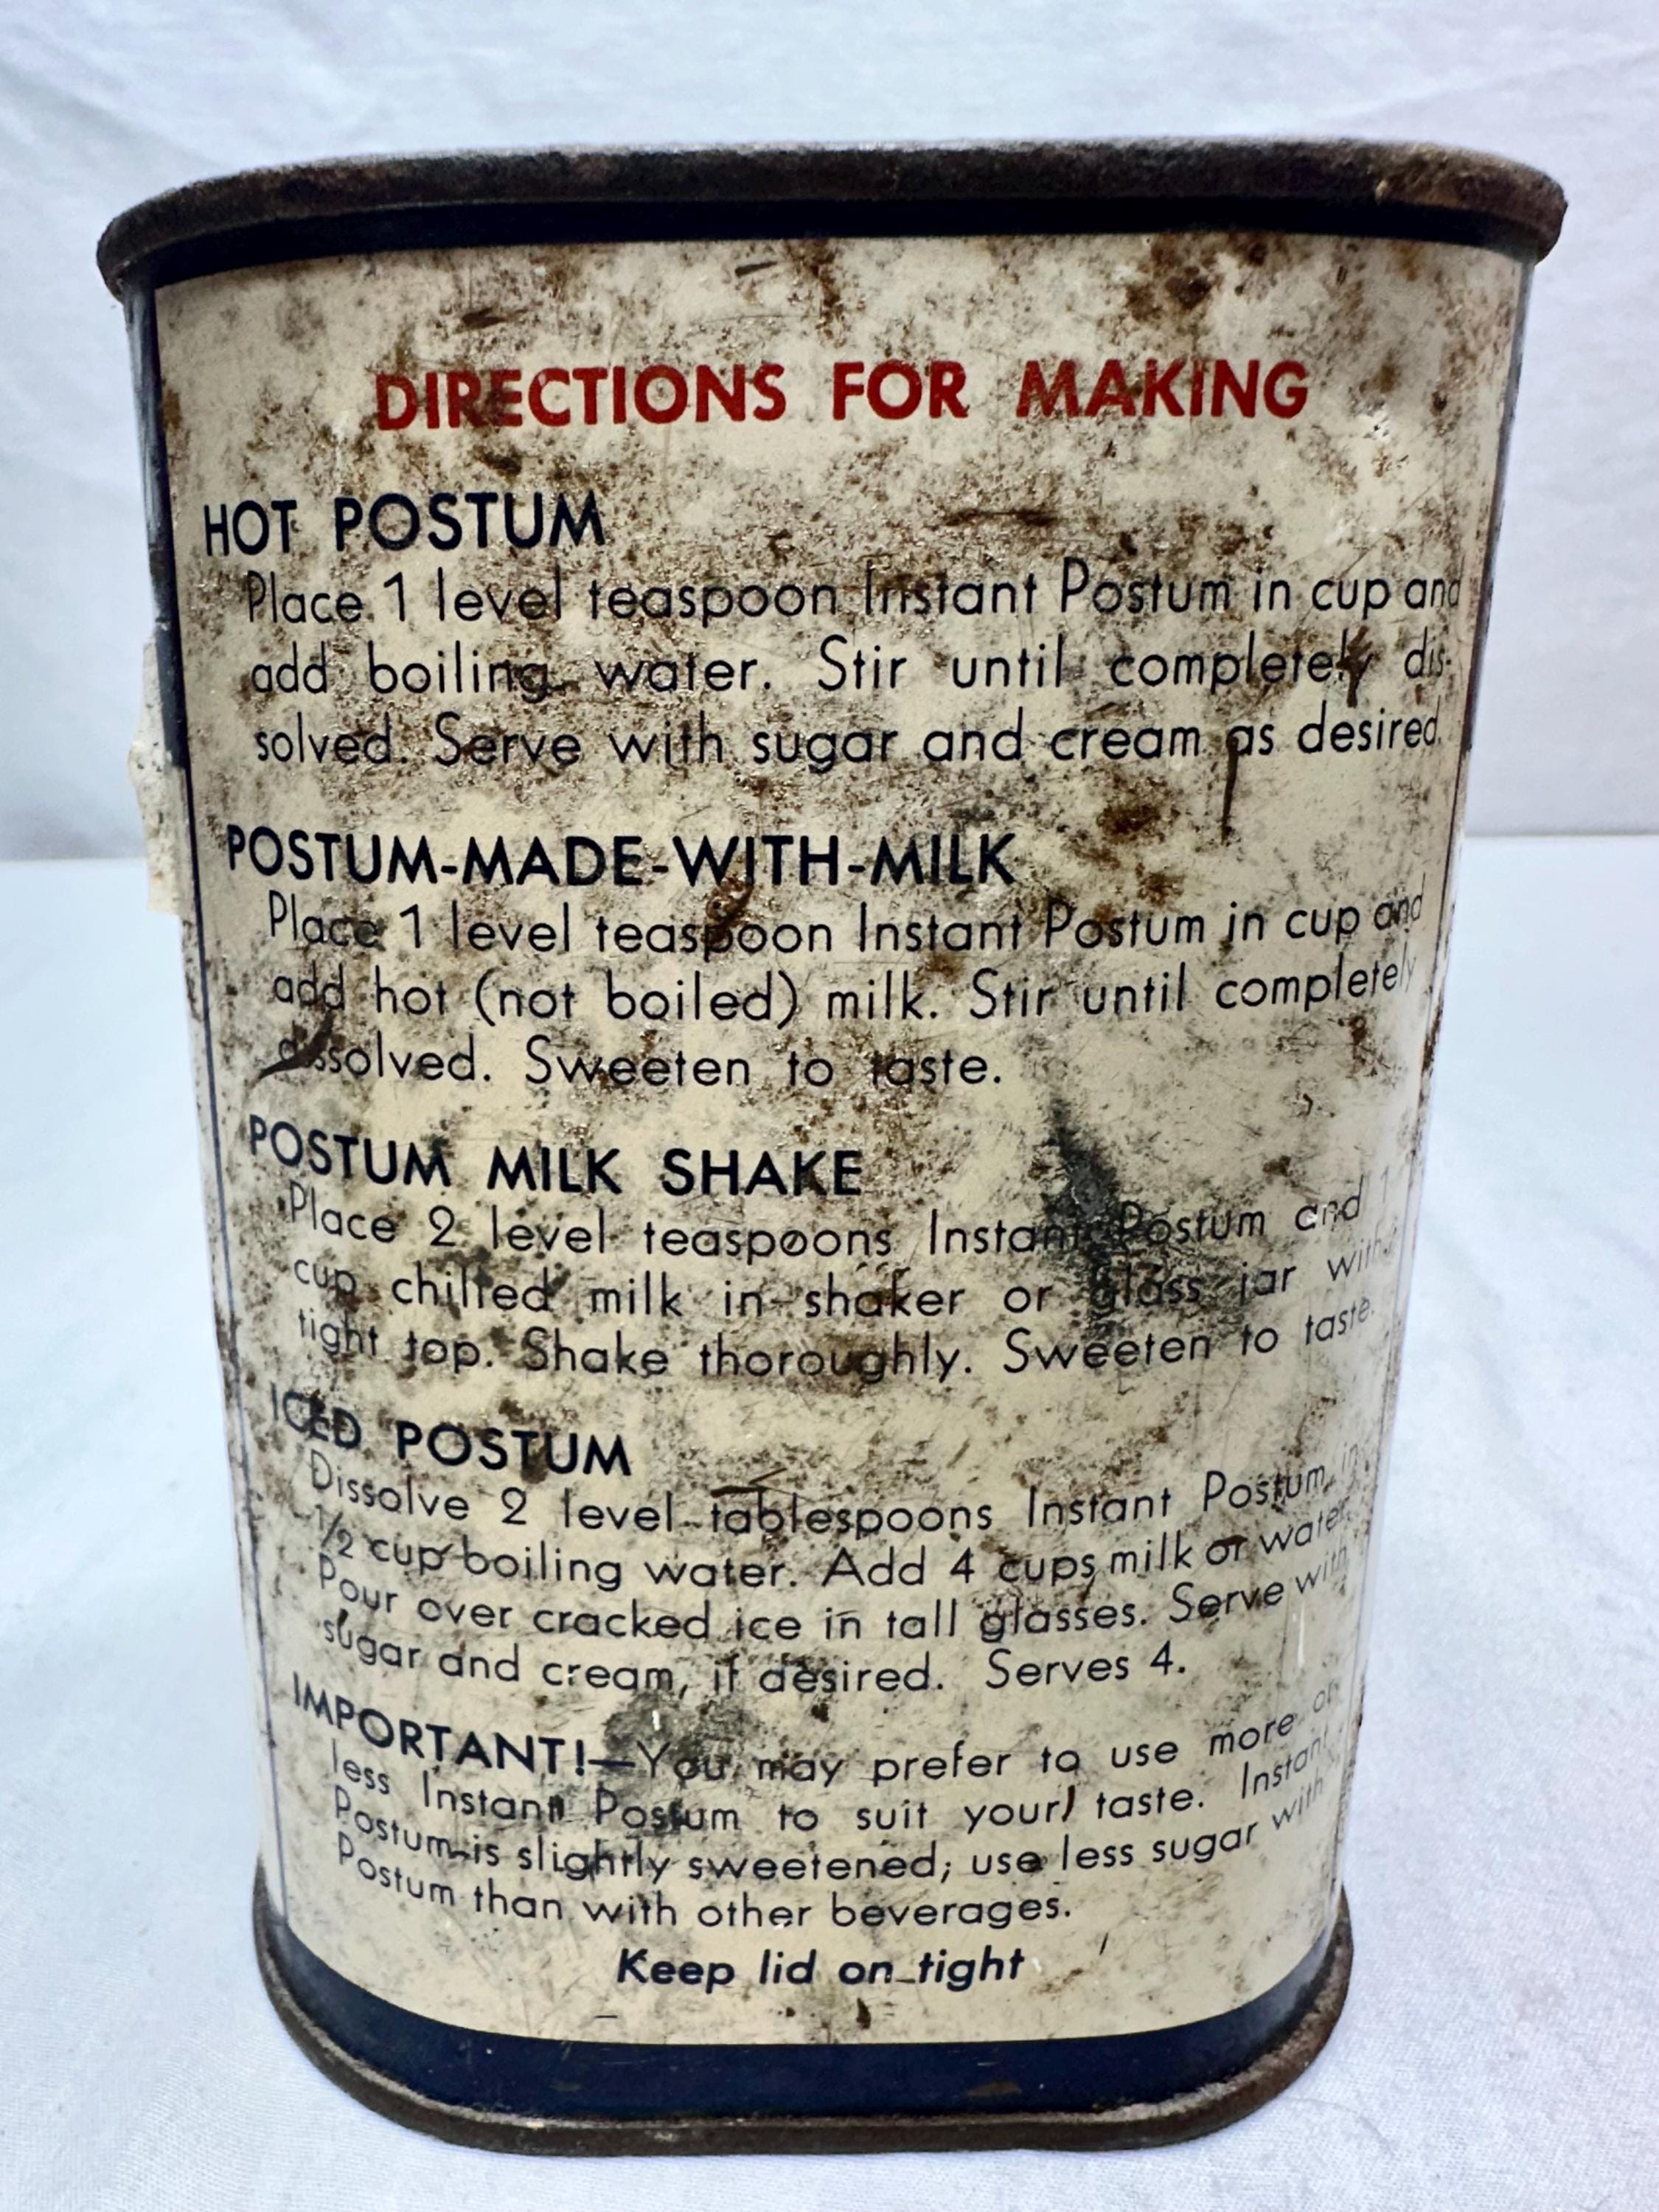 DIRECTIONS FOR MAKING
HOT POSTUM
Place 1 level teaspoon Instant Postum in cup and
add boiling water. Stir until completely dis-
solved. Serve with sugar and cream as desired.
POSTUM-MADE-WITH-MILK
Place 1 level teaspoon Instant Postum in cup and
add hot (not boiled) milk. Stir until completely
dissolved. Sweeten to taste.
POSTUM MILK SHAKE
Place 2 level teaspoons Instant Postum and 1
cup chilled milk in shaker or glass jar with
tight top. Shake thoroughly. Sweeten to taste.
ICED POSTUM
Dissolve 2 level tablespoons Instant Postum in
1/2 cup boiling water. Add 4 cups milk or water.
Pour over cracked ice in tall glasses. Serve with
sugar and cream, if desired. Serves 4.
IMPORTANT!—You may prefer to use more or
less Instant Postum to suit your taste. Instant
Postum is slightly sweetened; use less sugar with
Postum than with other beverages.
Keep lid on tight